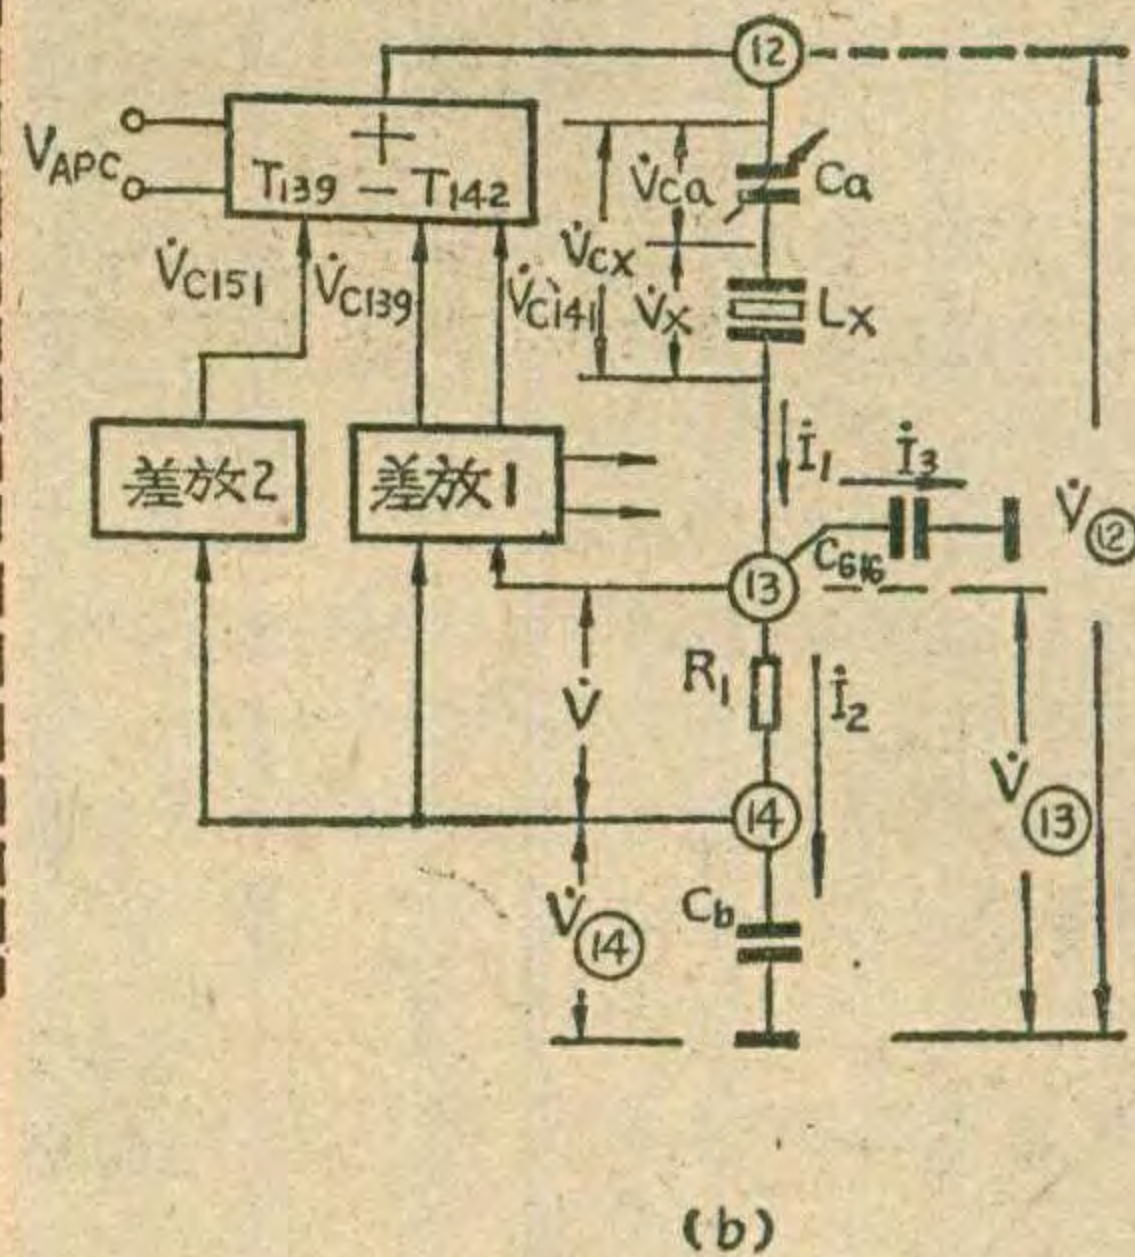 ⑫
V̇APC
+
T139 – T142
V̇Ca
Ca
V̇C151
V̇C139
V̇C141
V̇CX
V̇X
LX
差放2
差放1
İ1
İ3
V̇⑫
C616
⑬
R1
İ2
V̇
V̇⑬
⑭
V̇⑭
Cb
(b)